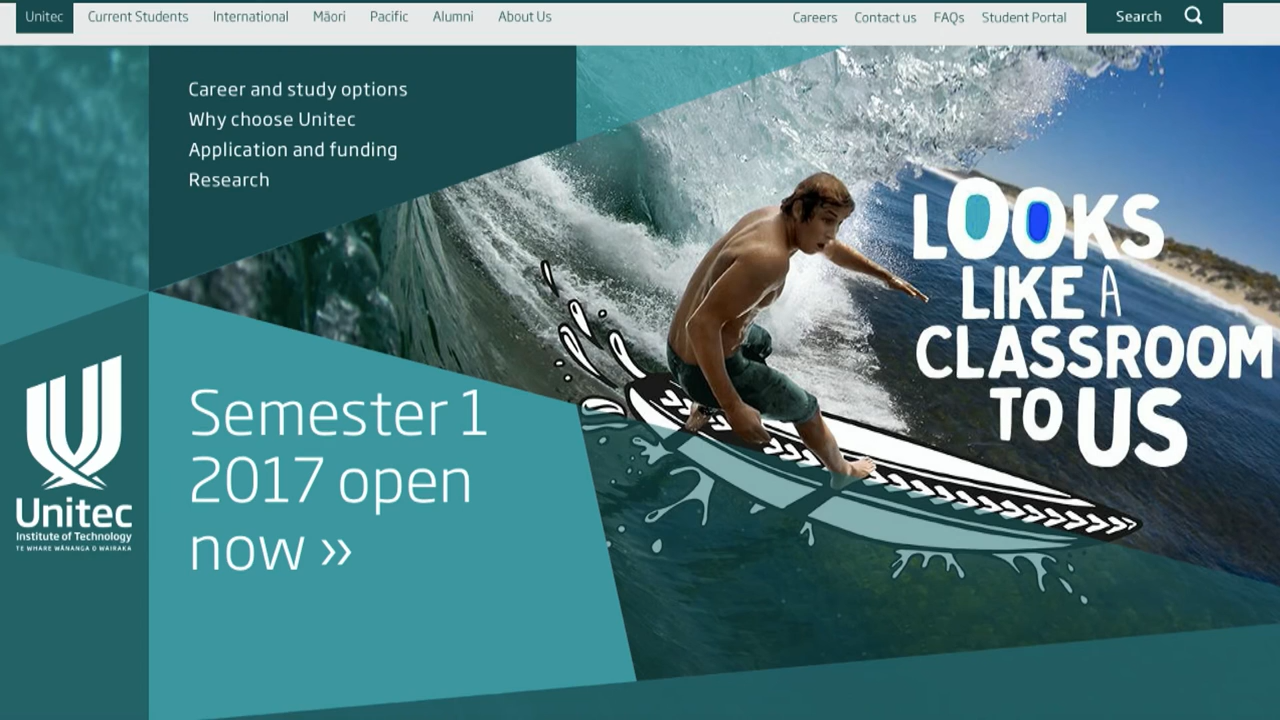 Unitec Current Students International Māori Pacific Alumni About Us Careers Contact us FAQs Student Portal Search
Career and study options
Why choose Unitec
Application and funding
Research
LOOKS
LIKE A
CLASSROOM
TO US
Semester 1
2017 open
now »
Unitec
Institute of Technology
TE WHARE WĀNANGA O WAIRAKA